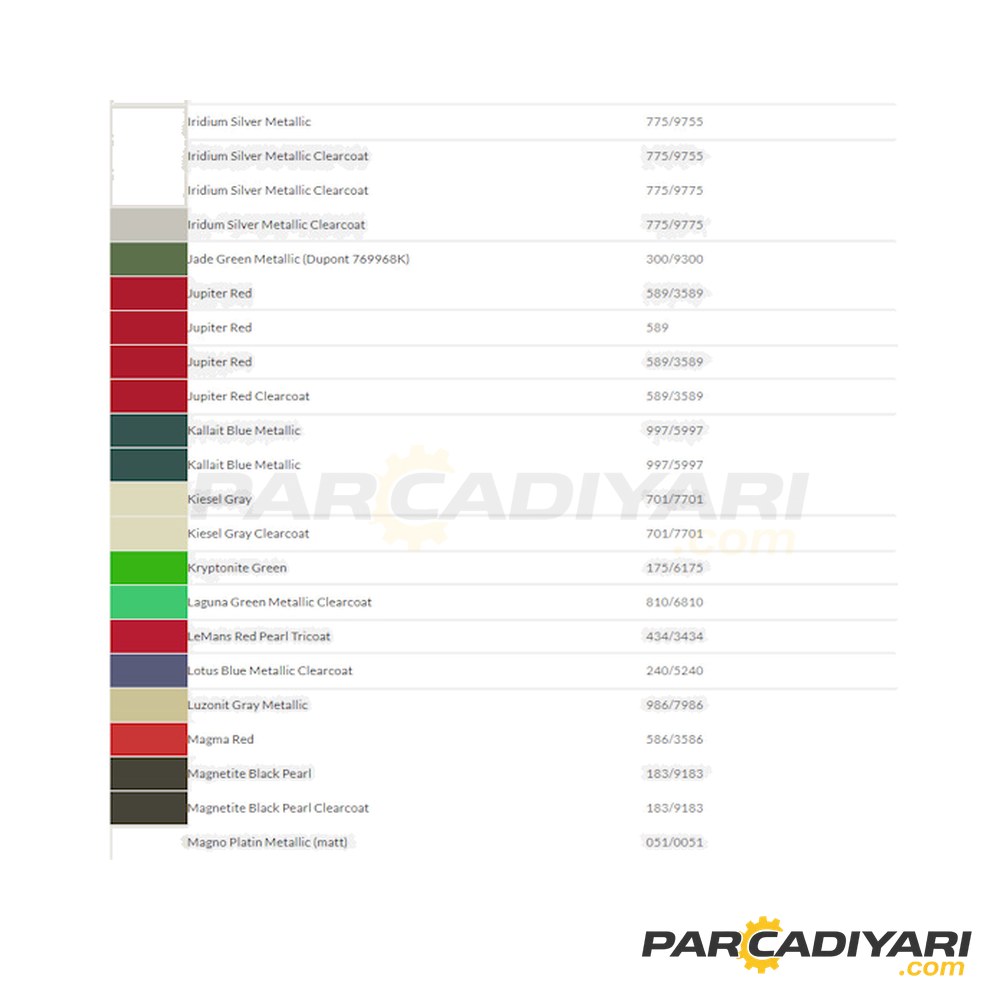 Iridium Silver Metallic 775/9755
Iridium Silver Metallic Clearcoat 775/9755
Iridium Silver Metallic Clearcoat 775/9775
Iridum Silver Metallic Clearcoat 775/9775
Jade Green Metallic (Dupont 769968K) 300/9300
Jupiter Red 589/3589
Jupiter Red 589
Jupiter Red 589/3589
Jupiter Red Clearcoat 589/3589
Kallait Blue Metallic 997/5997
Kallait Blue Metallic 997/5997
PARCADIYARI
Kiesel Gray 701/7701
Kiesel Gray Clearcoat 701/7701
.com
Kryptonite Green 175/6175
Laguna Green Metallic Clearcoat 810/6810
LeMans Red Pearl Tricoat 434/3434
Lotus Blue Metallic Clearcoat 240/5240
Luzonit Gray Metallic 986/7986
Magma Red 586/3586
Magnetite Black Pearl 183/9183
Magnetite Black Pearl Clearcoat 183/9183
Magno Platin Metallic (matt) 051/0051
PARCADIYARI
.com